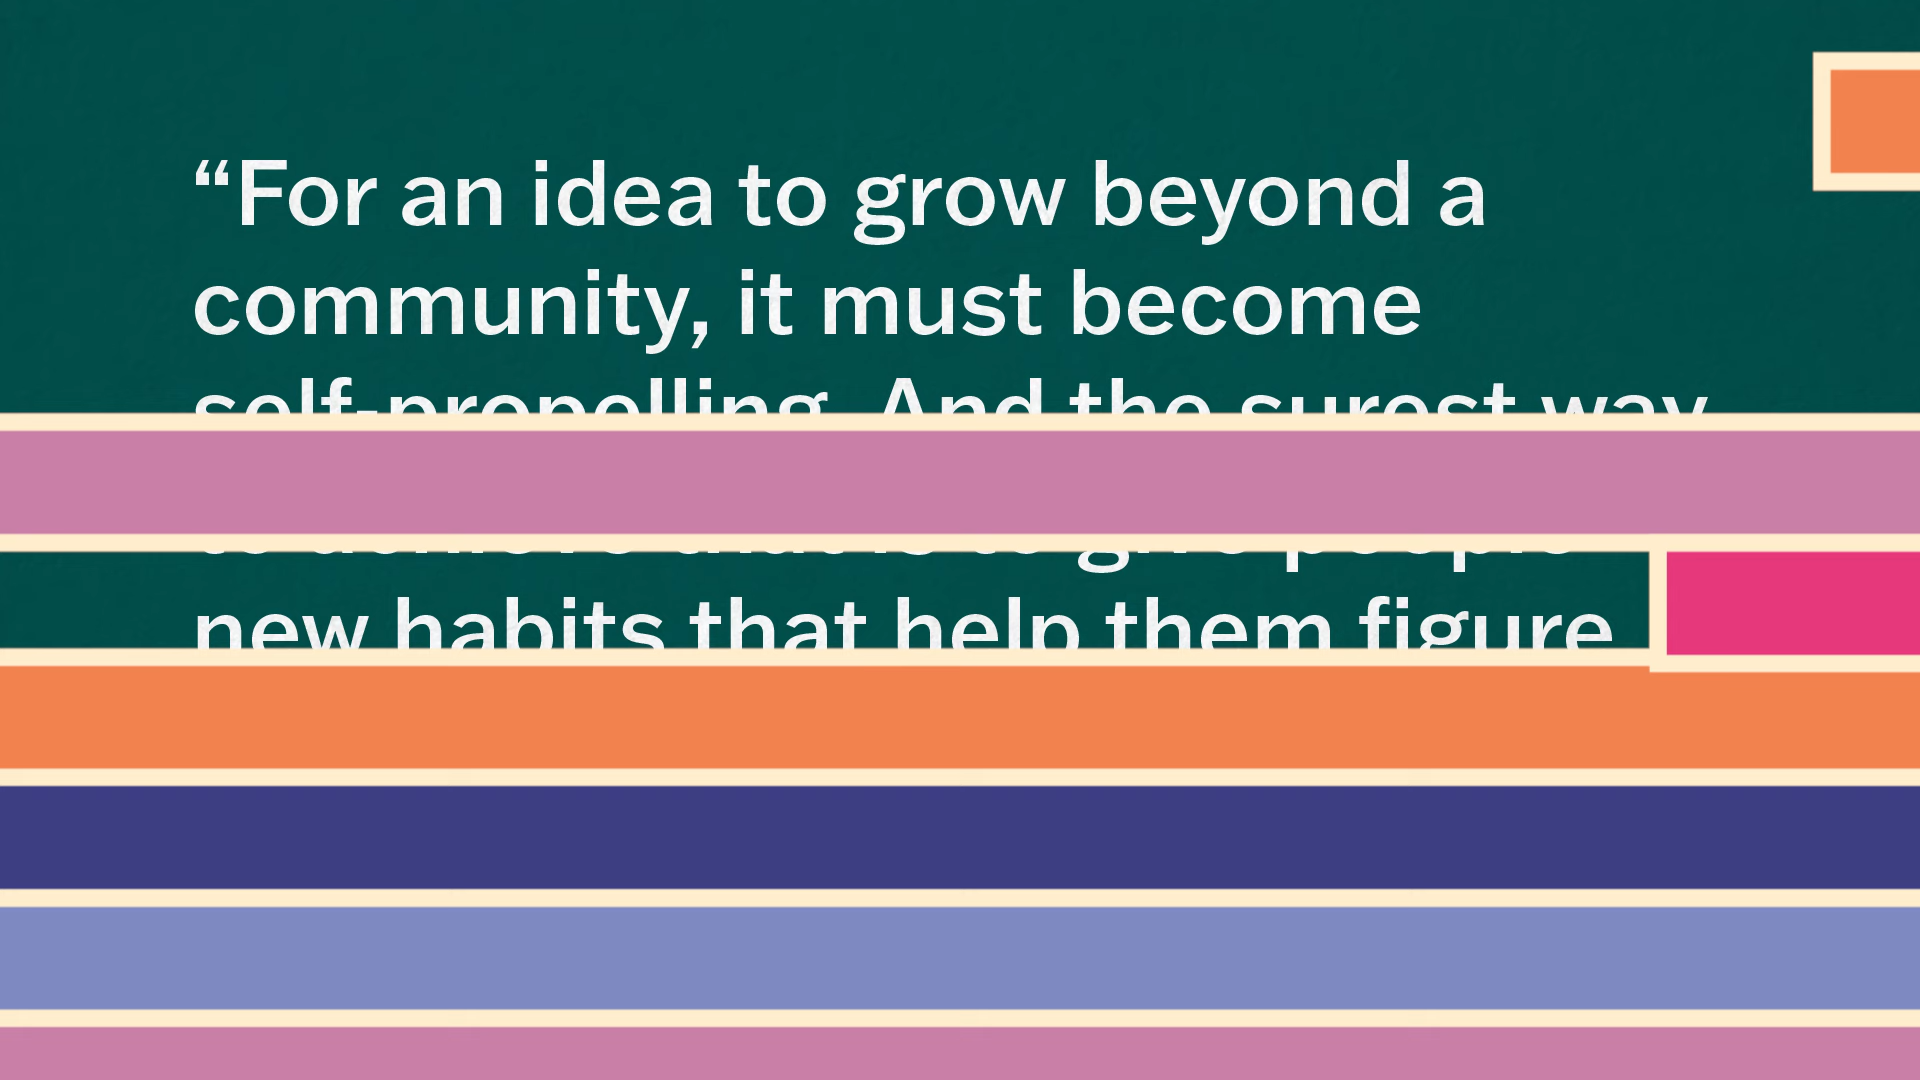 “For an idea to grow beyond a
community, it must become
self-propelling. And the surest way
to achieve that is to give people
new habits that help them figure